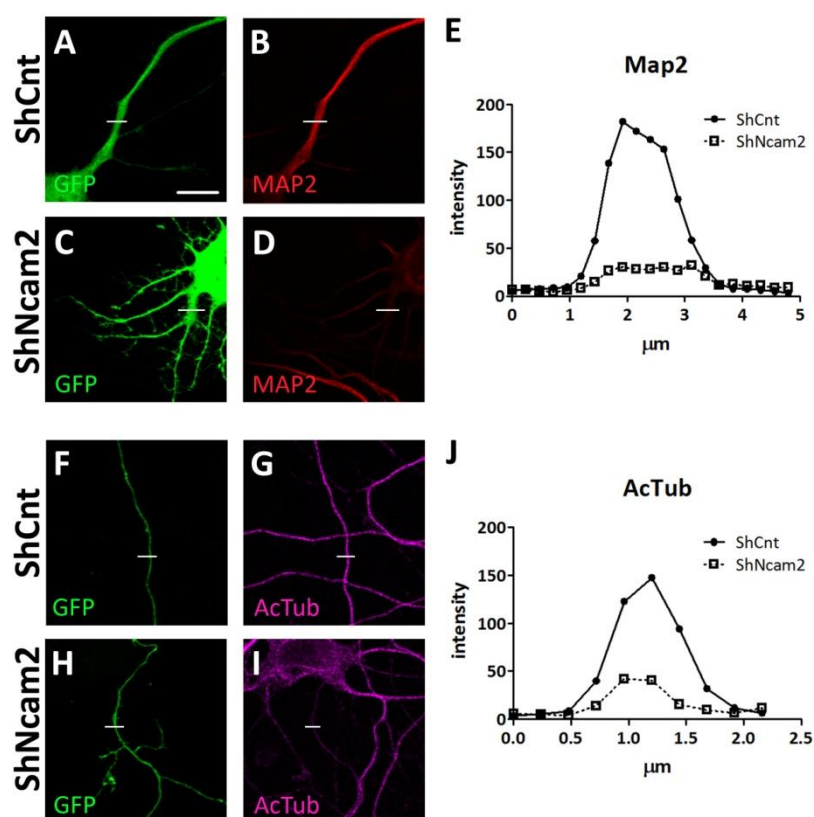 ShCnt
A
GFP
B
MAP2
ShNcam2
C
GFP
D
MAP2
E
Map2
ShCnt
ShNcam2
intensity
200
150
100
50
0
0 1 2 3 4 5
μm
ShCnt
F
GFP
G
AcTub
ShNcam2
H
GFP
I
AcTub
J
AcTub
ShCnt
ShNcam2
intensity
200
150
100
50
0
0.0 0.5 1.0 1.5 2.0 2.5
μm